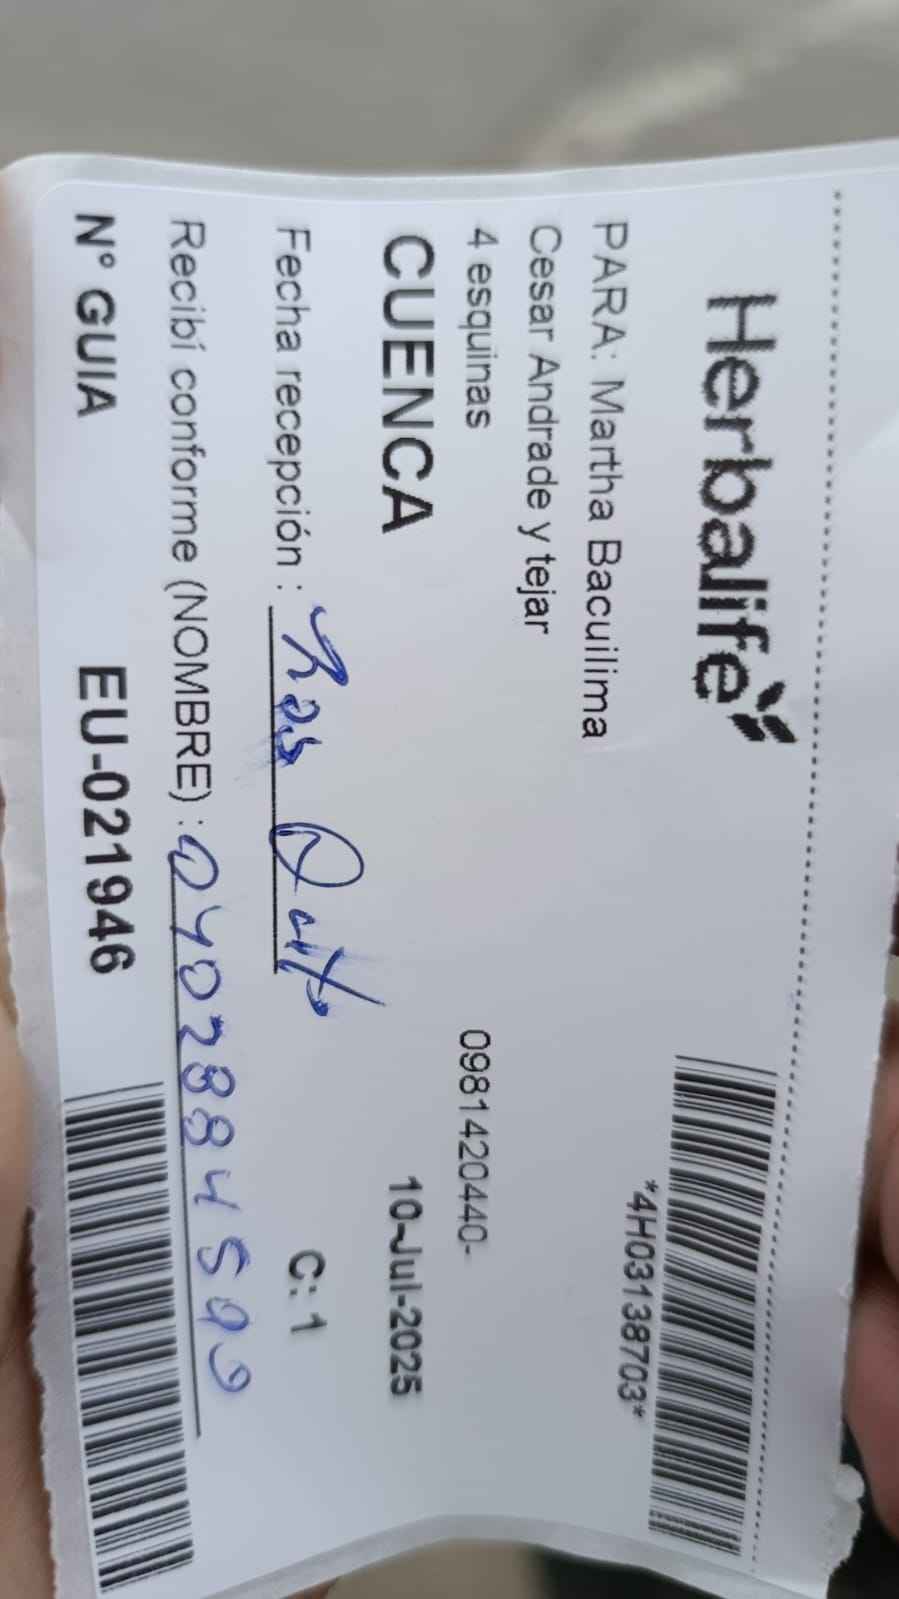 Herbalife
*4H03138703*
PARA: Martha Bacuilima
Cesar Andrade y tejar
4 esquinas 0981420440-
CUENCA 10-Jul-2025
Fecha recepción : C: 1
Recibí conforme (NOMBRE) :
N° GUIA EU-021946